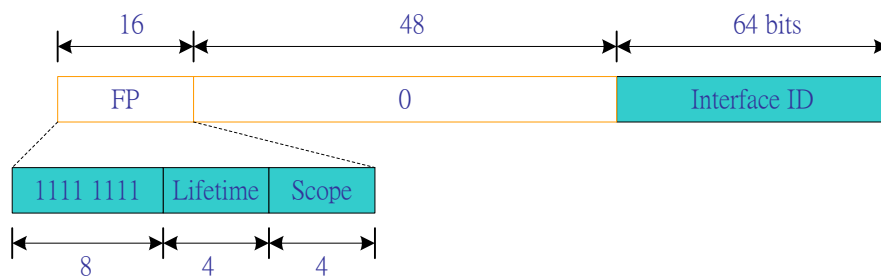 16 48 64 bits
FP 0 Interface ID
1111 1111 Lifetime Scope
8 4 4